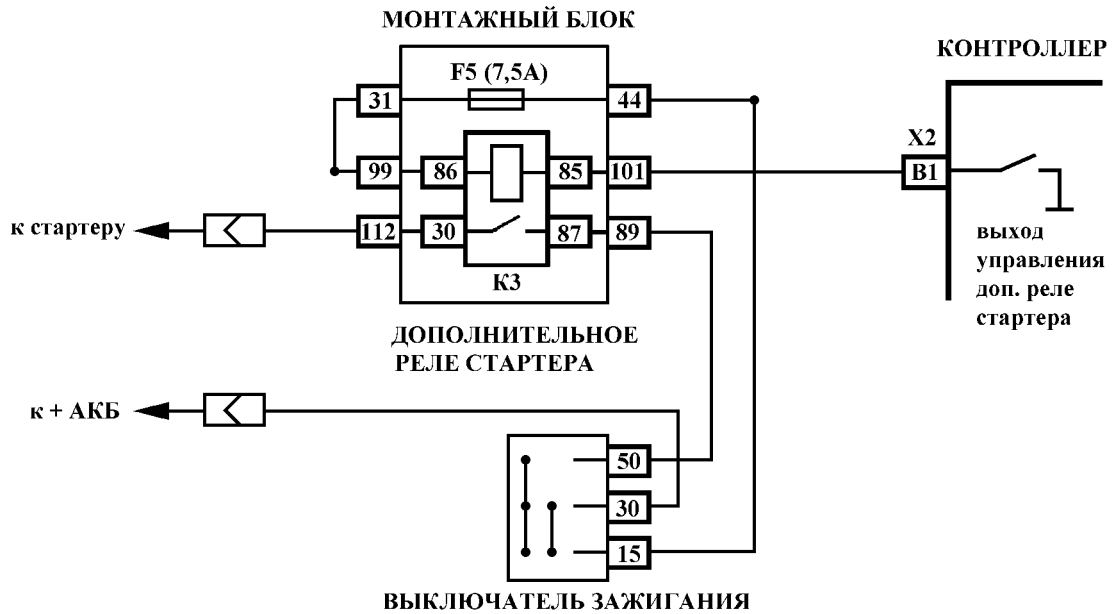 МОНТАЖНЫЙ БЛОК
КОНТРОЛЛЕР
F5 (7,5А)
31
44
X2
99
86
85
101
B1
к стартеру
112
30
87
89
К3
выход
управления
доп. реле
стартера
ДОПОЛНИТЕЛЬНОЕ
РЕЛЕ СТАРТЕРА
к + АКБ
50
30
15
ВЫКЛЮЧАТЕЛЬ ЗАЖИГАНИЯ